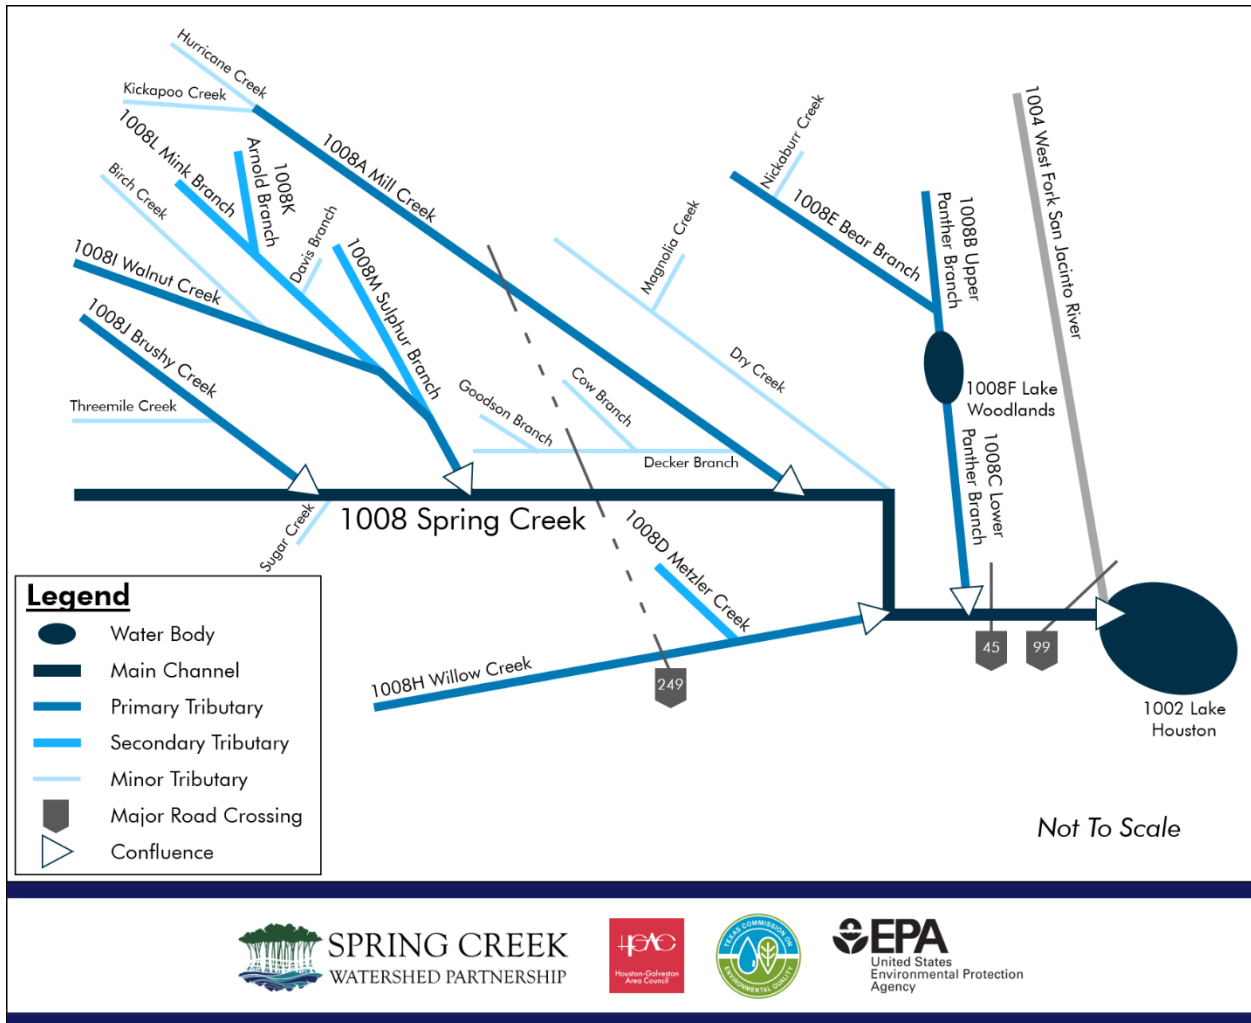 Hurricane Creek
Kickapoo Creek
1008L Mink Branch
1008K
Arnold Branch
Birch Creek
Davis Branch
1008A Mill Creek
1008I Walnut Creek
1008M Sulphur Branch
1008J Brushy Creek
Threemile Creek
Goodson Branch
Cow Branch
Decker Branch
Magnolia Creek
Dry Creek
Nickaburr Creek
1008E Bear Branch
1008B Upper
Panther Branch
1004 West Fork San Jacinto River
1008F Lake
Woodlands
1008C Lower
Panther Branch
Sugar Creek
1008 Spring Creek
1008D Metzler Creek
1008H Willow Creek
249
45
99
1002 Lake
Houston
Legend
Water Body
Main Channel
Primary Tributary
Secondary Tributary
Minor Tributary
Major Road Crossing
Confluence
Not To Scale
SPRING CREEK
WATERSHED PARTNERSHIP
HGAC
Houston-Galveston
Area Council
TEXAS COMMISSION ON
ENVIRONMENTAL QUALITY
EPA
United States
Environmental Protection
Agency